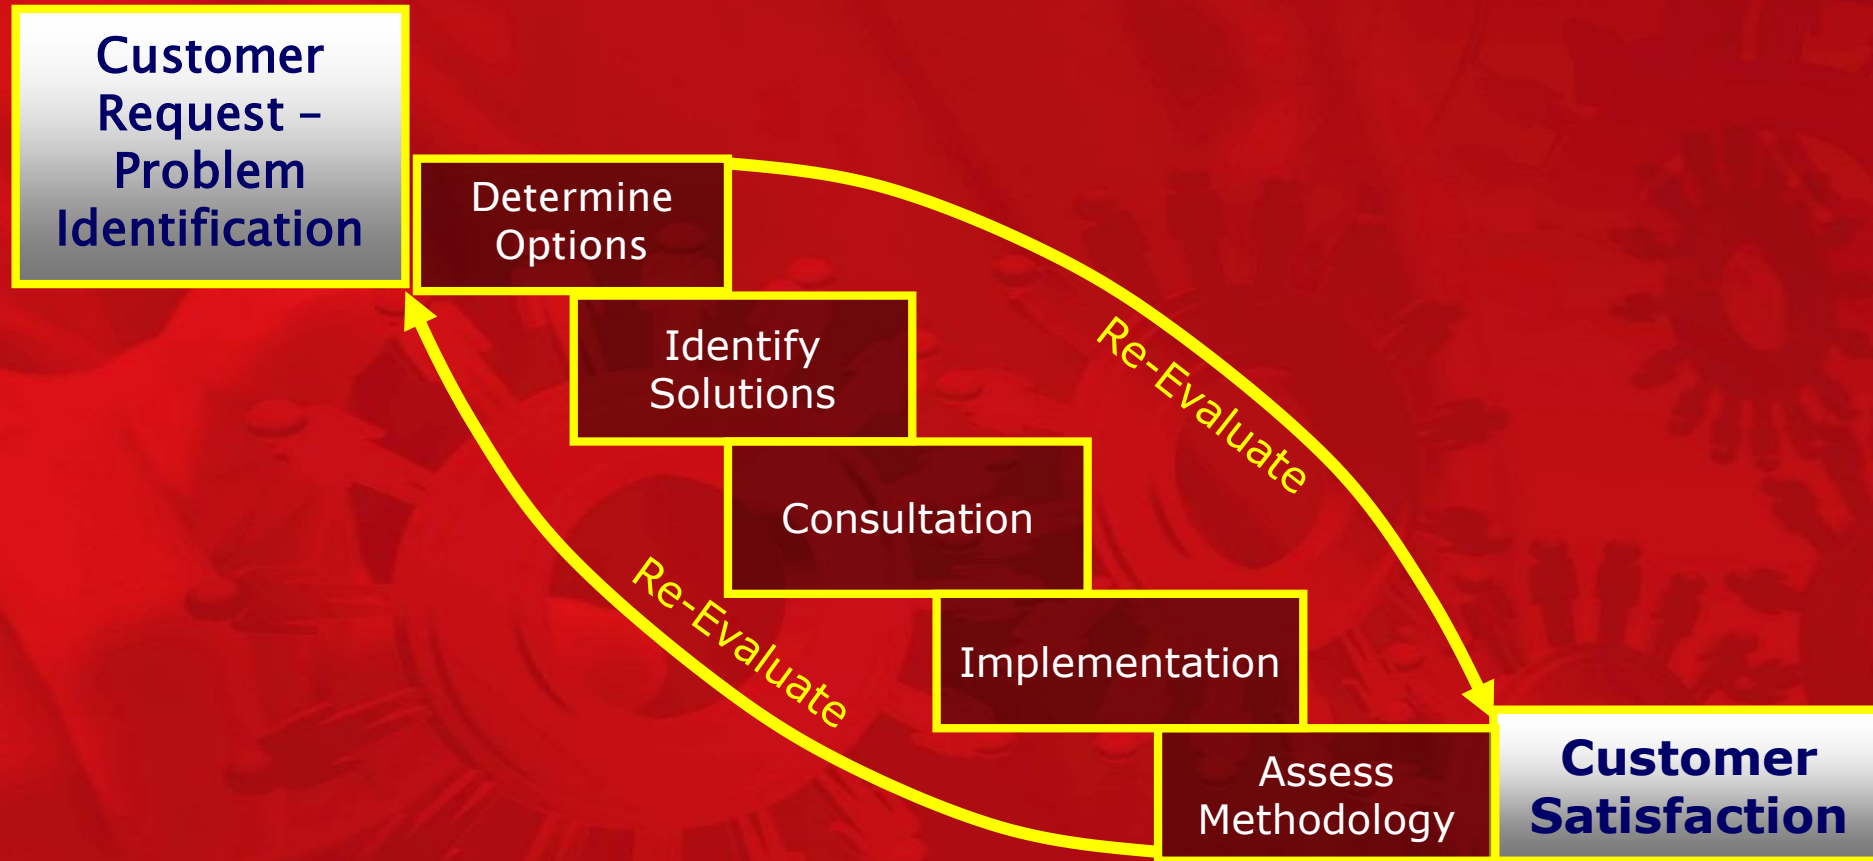 Customer
Request –
Problem
Identification
Determine
Options
Identify
Solutions
Re-Evaluate
Consultation
Re-Evaluate
Implementation
Assess
Methodology
Customer
Satisfaction